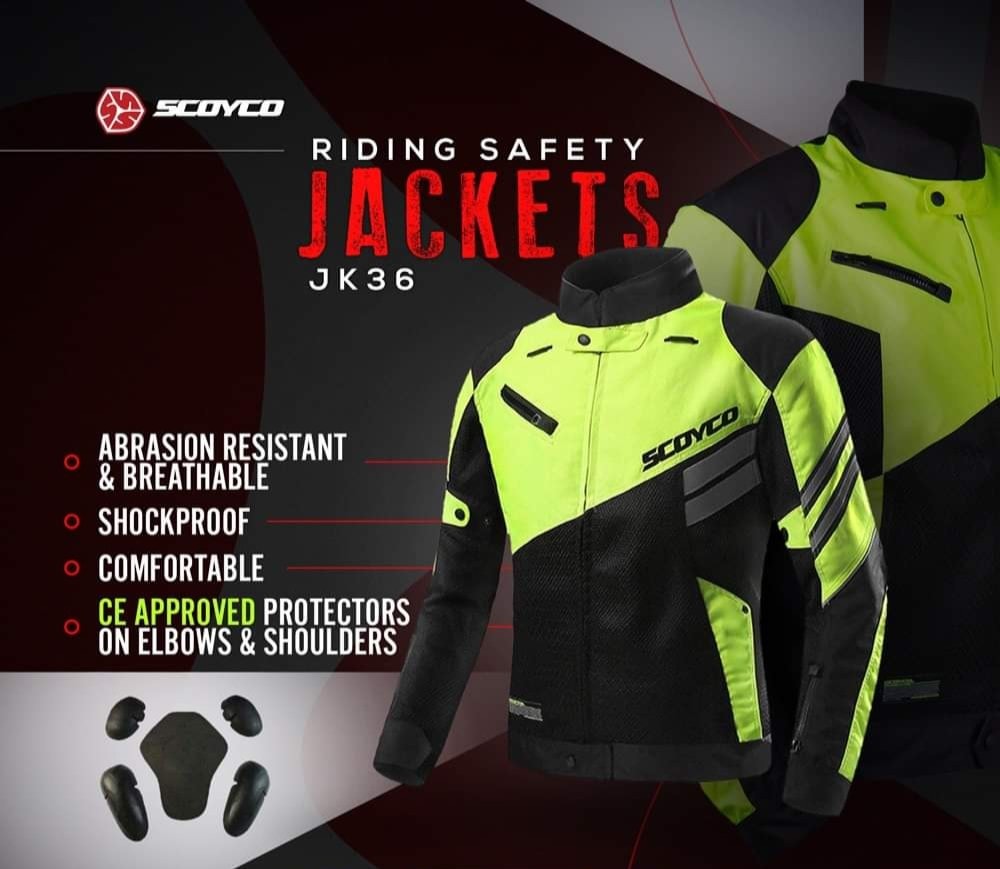 SCOYCO
RIDING SAFETY
JACKETS
JK36
SCOYCO
ABRASION RESISTANT
& BREATHABLE
SHOCKPROOF
COMFORTABLE
CE APPROVED PROTECTORS
ON ELBOWS & SHOULDERS